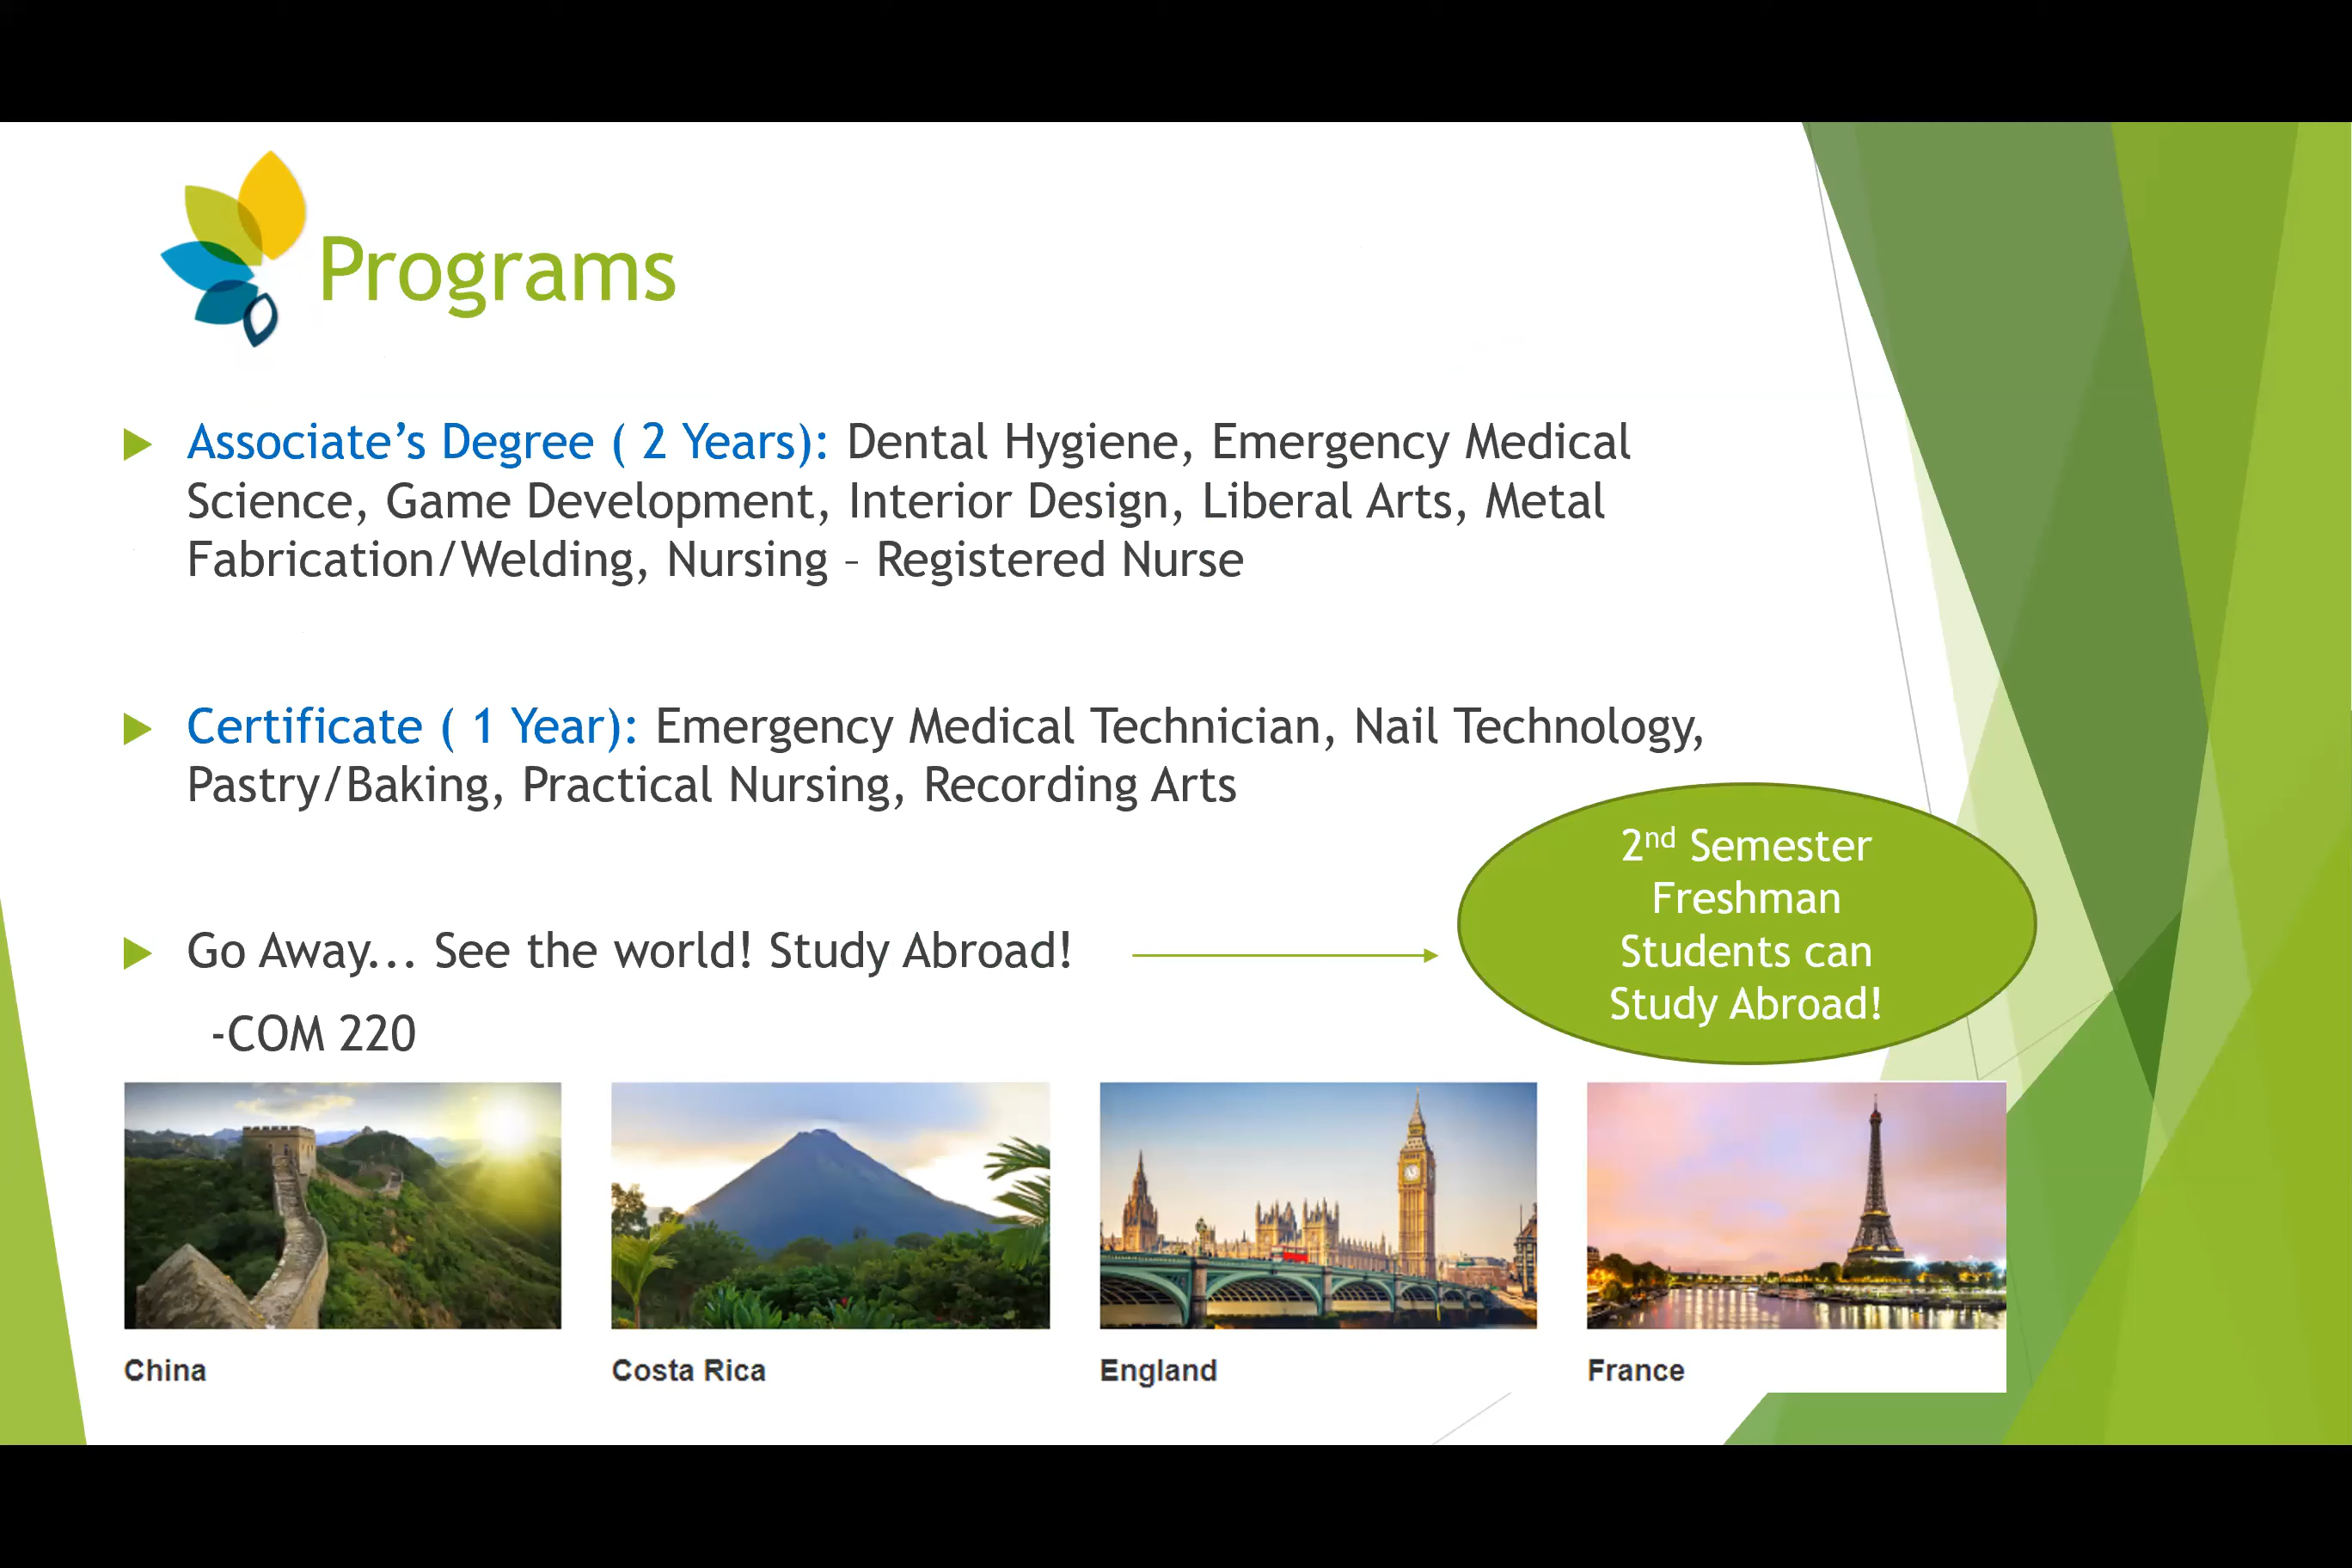 Programs
Associate's Degree ( 2 Years): Dental Hygiene, Emergency Medical
Science, Game Development, Interior Design, Liberal Arts, Metal
Fabrication/Welding, Nursing – Registered Nurse
Certificate ( 1 Year): Emergency Medical Technician, Nail Technology,
Pastry/Baking, Practical Nursing, Recording Arts
Go Away... See the world! Study Abroad!
-COM 220
2nd Semester
Freshman
Students can
Study Abroad!
China
Costa Rica
England
France